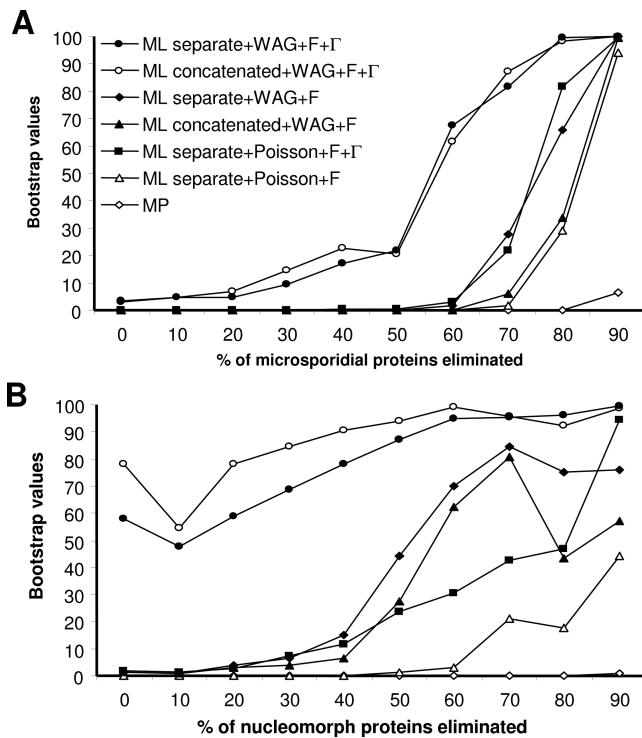 A
Bootstrap values
100
90
80
70
60
50
40
30
20
10
0
ML separate+WAG+F+Γ
ML concatenated+WAG+F+Γ
ML separate+WAG+F
ML concatenated+WAG+F
ML separate+Poisson+F+Γ
ML separate+Poisson+F
MP
0 10 20 30 40 50 60 70 80 90
% of microsporidial proteins eliminated
B
Bootstrap values
100
90
80
70
60
50
40
30
20
10
0
0 10 20 30 40 50 60 70 80 90
% of nucleomorph proteins eliminated